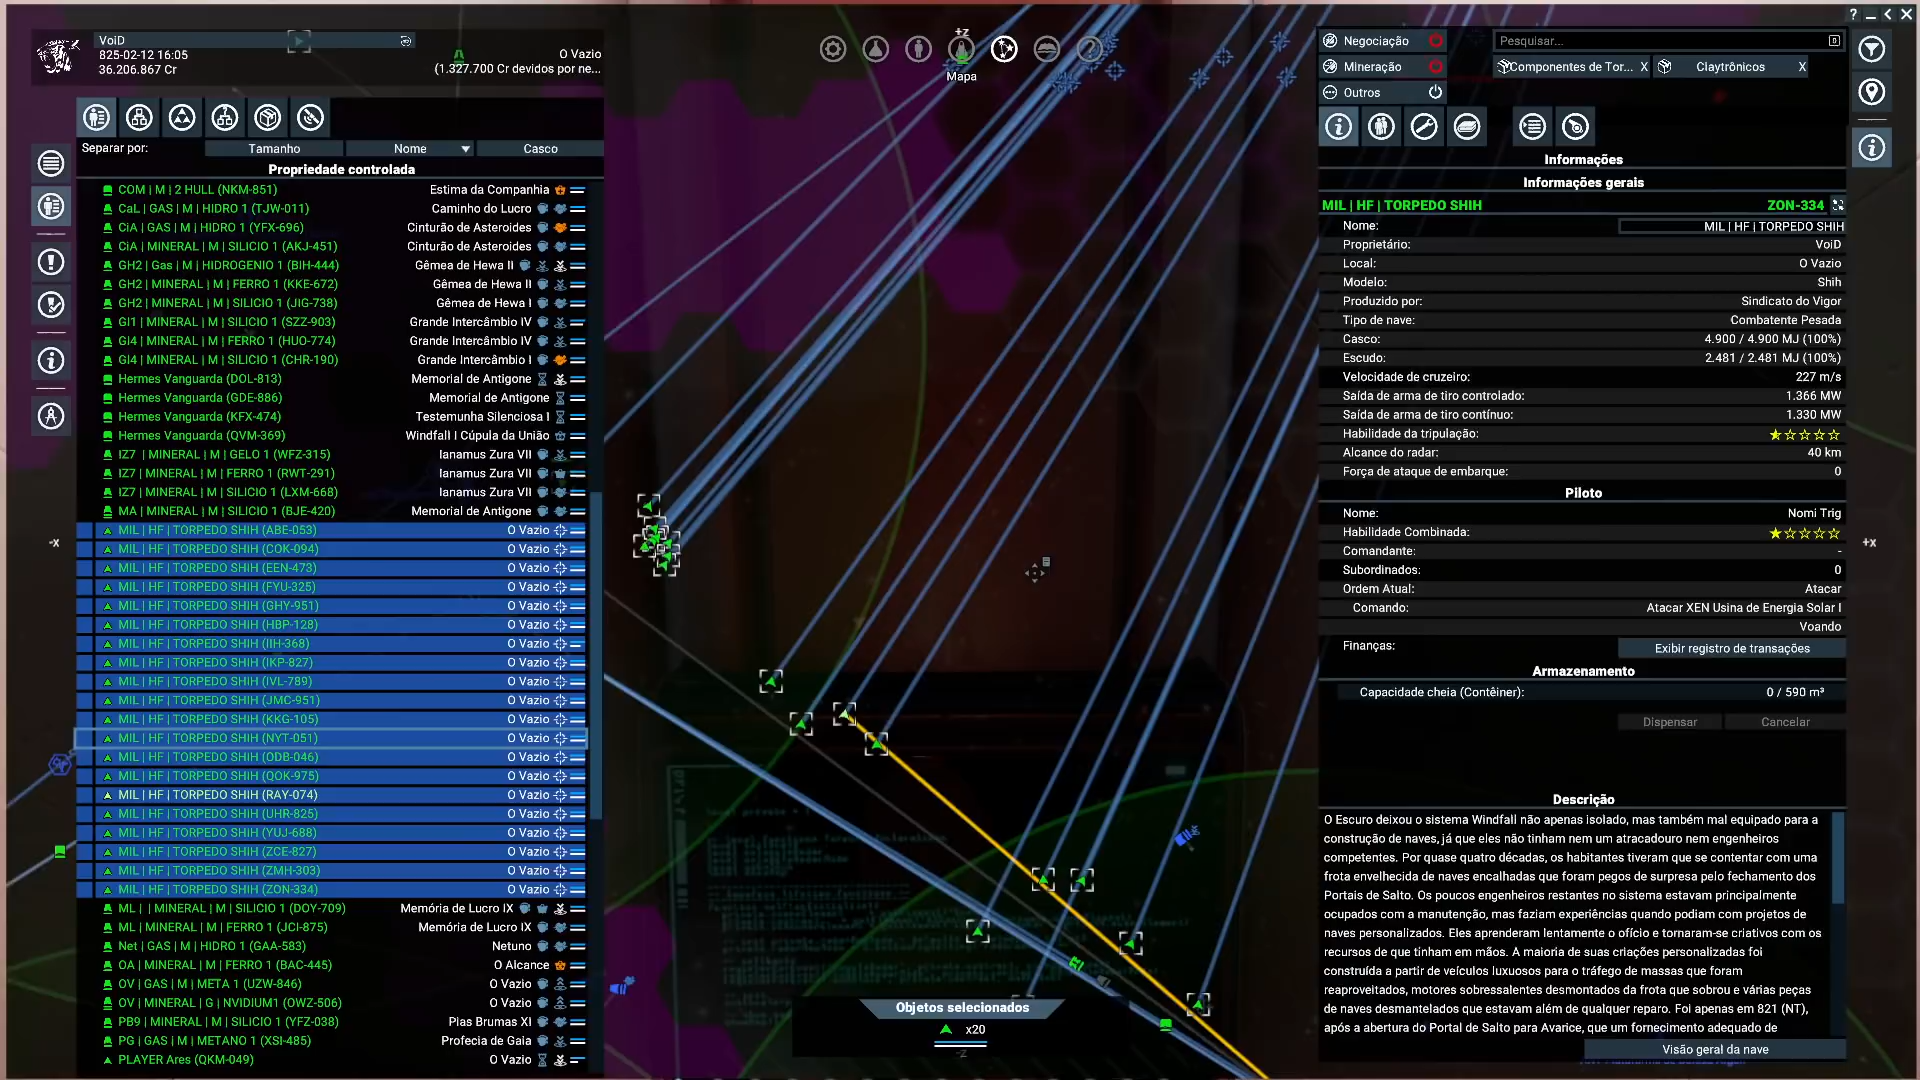 VoiD
825-02-12 16:05
36.206.867 Cr
O Vazio
(1.327.700 Cr devidos por ne...
+z
Mapa
Separar por:
Tamanho
Nome
Casco
Propriedade controlada
COM | M | 2 HULL (NKM-851) Estima da Companhia
CaL | GAS | M | HIDRO 1 (TJW-011) Caminho do Lucro
CiA | GAS | M | HIDRO 1 (YFX-696) Cinturão de Asteroides
CiA | MINERAL | M | SILICIO 1 (AKJ-451) Cinturão de Asteroides
GH2 | Gas | M | HIDROGENIO 1 (BIH-444) Gêmea de Hewa II
GH2 | MINERAL | M | FERRO 1 (KKE-672) Gêmea de Hewa II
GH2 | MINERAL | M | SILICIO 1 (JIG-738) Gêmea de Hewa I
GI1 | MINERAL | M | SILICIO 1 (SZZ-903) Grande Intercâmbio IV
GI4 | MINERAL | M | FERRO 1 (HUO-774) Grande Intercâmbio IV
GI4 | MINERAL | M | SILICIO 1 (CHR-190) Grande Intercâmbio I
Hermes Vanguarda (DOL-813) Memorial de Antigone
Hermes Vanguarda (GDE-886) Memorial de Antigone
Hermes Vanguarda (KFX-474) Testemunha Silenciosa I
Hermes Vanguarda (QVM-369) Windfall I Cúpula da União
IZ7 | MINERAL | M | GELO 1 (WFZ-315) Ianamus Zura VII
IZ7 | MINERAL | M | FERRO 1 (RWT-291) Ianamus Zura VII
IZ7 | MINERAL | M | SILICIO 1 (LXM-668) Ianamus Zura VII
MA | MINERAL | M | SILICIO 1 (BJE-420) Memorial de Antigone
MIL | HF | TORPEDO SHIH (ABE-053) O Vazio
MIL | HF | TORPEDO SHIH (COK-094) O Vazio
MIL | HF | TORPEDO SHIH (EEN-473) O Vazio
MIL | HF | TORPEDO SHIH (FYU-325) O Vazio
MIL | HF | TORPEDO SHIH (GHY-951) O Vazio
MIL | HF | TORPEDO SHIH (HBP-128) O Vazio
MIL | HF | TORPEDO SHIH (IIH-368) O Vazio
MIL | HF | TORPEDO SHIH (IKP-827) O Vazio
MIL | HF | TORPEDO SHIH (IVL-789) O Vazio
MIL | HF | TORPEDO SHIH (JMC-951) O Vazio
MIL | HF | TORPEDO SHIH (KKG-105) O Vazio
MIL | HF | TORPEDO SHIH (NYT-051) O Vazio
MIL | HF | TORPEDO SHIH (ODB-046) O Vazio
MIL | HF | TORPEDO SHIH (QOK-975) O Vazio
MIL | HF | TORPEDO SHIH (RAY-074) O Vazio
MIL | HF | TORPEDO SHIH (UHR-825) O Vazio
MIL | HF | TORPEDO SHIH (YUJ-688) O Vazio
MIL | HF | TORPEDO SHIH (ZCE-827) O Vazio
MIL | HF | TORPEDO SHIH (ZMH-303) O Vazio
MIL | HF | TORPEDO SHIH (ZON-334) O Vazio
ML | | MINERAL | M | SILICIO 1 (DOY-709) Memória de Lucro IX
ML | MINERAL | M | FERRO 1 (JCI-875) Memória de Lucro IX
Net | GAS | M | HIDRO 1 (GAA-583) Netuno
OA | MINERAL | M | FERRO 1 (BAC-445) O Alcance
OV | GAS | M | META 1 (UZW-846) O Vazio
OV | MINERAL | G | NVIDIUM1 (OWZ-506) O Vazio
PB9 | MINERAL | M | SILICIO 1 (YFZ-038) Pias Brumas XI
PG | GAS | M | METANO 1 (XSI-485) Profecia de Gaia
PLAYER Ares (QKM-049) O Vazio
-x
+x
Objetos selecionados
x20
-z
? _ < X
Negociação
Mineração
Outros
Pesquisar...
Componentes de Tor... X
Claytrônicos X
Informações
Informações gerais
MIL | HF | TORPEDO SHIH ZON-334
Nome: MIL | HF | TORPEDO SHIH
Proprietário: VoiD
Local: O Vazio
Modelo: Shih
Produzido por: Sindicato do Vigor
Tipo de nave: Combatente Pesada
Casco: 4.900 / 4.900 MJ (100%)
Escudo: 2.481 / 2.481 MJ (100%)
Velocidade de cruzeiro: 227 m/s
Saída de arma de tiro controlado: 1.366 MW
Saída de arma de tiro contínuo: 1.330 MW
Habilidade da tripulação:
Alcance do radar: 40 km
Força de ataque de embarque: 0
Piloto
Nome: Nomi Trig
Habilidade Combinada:
Comandante: -
Subordinados: 0
Ordem Atual: Atacar
Comando: Atacar XEN Usina de Energia Solar I
Voando
Finanças: Exibir registro de transações
Armazenamento
Capacidade cheia (Contêiner): 0 / 590 m³
Dispensar
Cancelar
Descrição
O Escuro deixou o sistema Windfall não apenas isolado, mas também mal equipado para a
construção de naves, já que eles não tinham nem um atracadouro nem engenheiros
competentes. Por quase quatro décadas, os habitantes tiveram que se contentar com uma
frota envelhecida de naves encalhadas que foram pegos de surpresa pelo fechamento dos
Portais de Salto. Os poucos engenheiros restantes no sistema estavam principalmente
ocupados com a manutenção, mas faziam experiências quando podiam com projetos de
naves personalizados. Eles aprenderam lentamente o ofício e tornaram-se criativos com os
recursos de que tinham em mãos. A maioria de suas criações personalizadas foi
construída a partir de veículos luxuosos para o tráfego de massas que foram
reaproveitados, motores sobressalentes desmontados da frota que sobrou e várias peças
de naves desmantelados que estavam além de qualquer reparo. Foi apenas em 821 (NT),
após a abertura do Portal de Salto para Avarice, que um fornecimento adequado de
Visão geral da nave